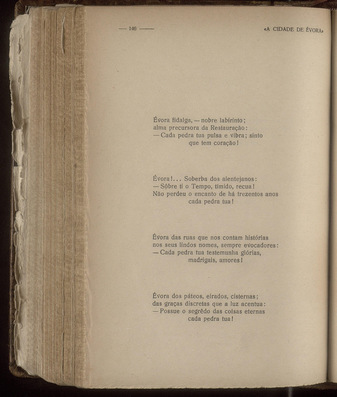 — 146 —
«A CIDADE DE ÉVORA»
Évora fidalga, — nobre labirinto;
alma precursora da Restauração:
— Cada pedra tua pulsa e vibra; sinto
que tem coração!
Évora!... Soberba dos alentejanos:
— Sôbre ti o Tempo, tímido, recua!
Não perdeu o encanto de há trezentos anos
cada pedra tua!
Évora das ruas que nos contam histórias
nos seus lindos nomes, sempre evocadores:
— Cada pedra tua testemunha glórias,
madrigais, amores!
Évora dos páteos, eirados, cisternas;
das graças discretas que a luz acentua:
— Possue o segrêdo das coisas eternas
cada pedra tua!